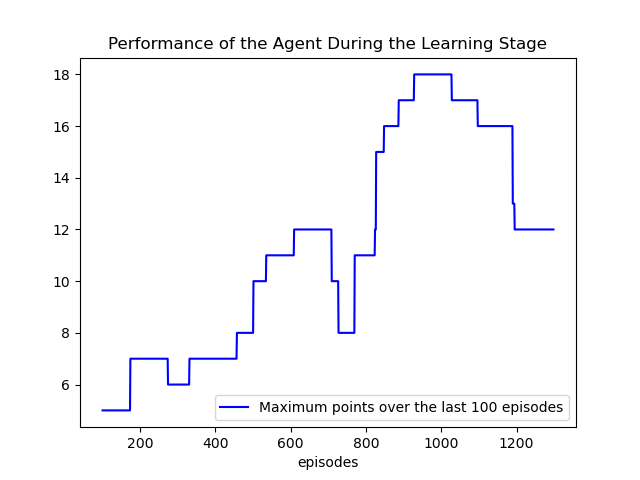 Performance of the Agent During the Learning Stage
18
16
14
12
10
8
6
Maximum points over the last 100 episodes
200 400 600 800 1000 1200
episodes